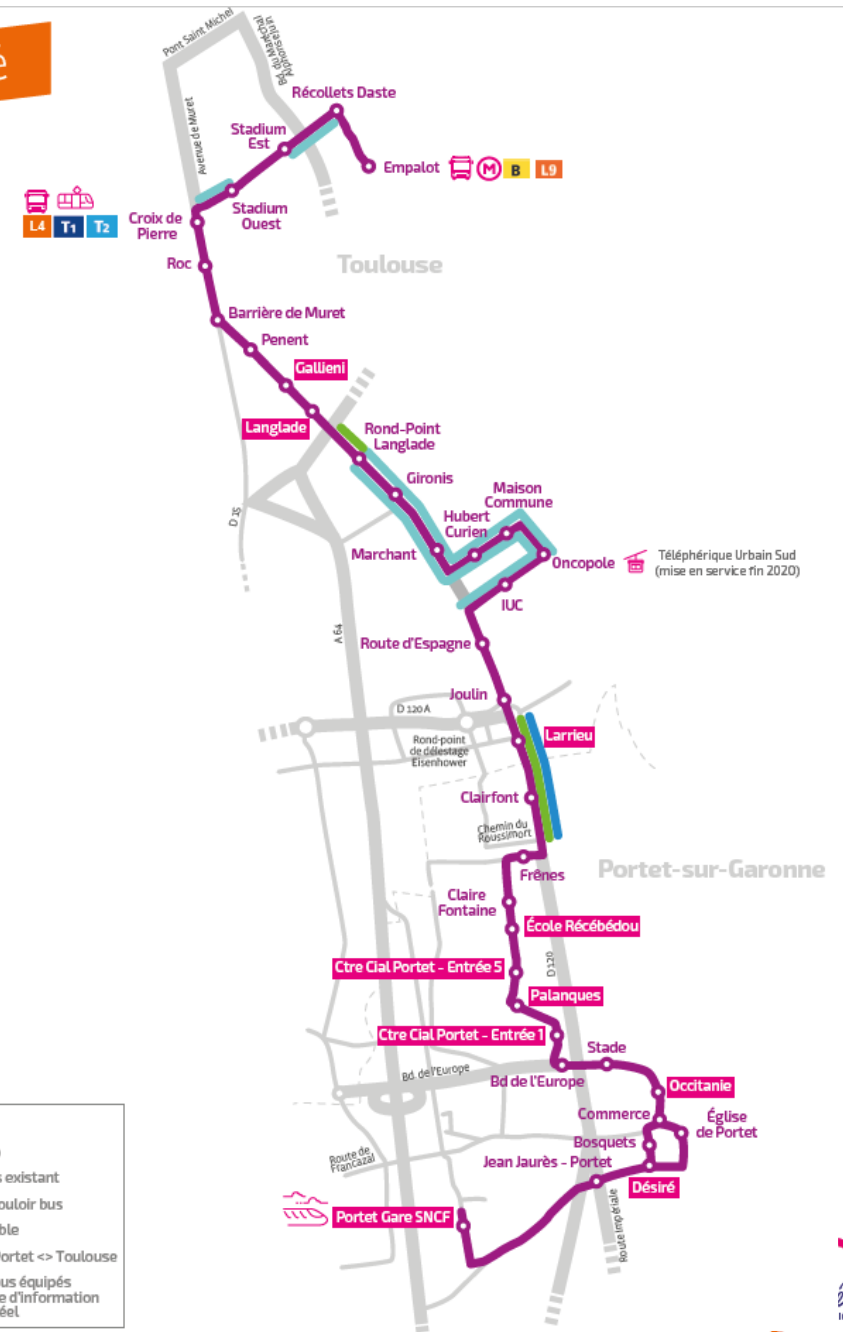 Pont Saint Michel
Bd. du Maréchal
Alphonse Juin
Avenue de Muret
Récollets Daste
Stadium
Est
Empalot
M
B
L9
Stadium
Ouest
L4
T1
T2
Croix de
Pierre
Roc
Toulouse
Barrière de Muret
Penent
Gallieni
Langlade
Rond-Point
Langlade
Gironis
Maison
Commune
Hubert
Curien
D 15
Marchant
Oncopole
Téléphérique Urbain Sud
(mise en service fin 2020)
IUC
A 64
Route d'Espagne
Joulin
D 120 A
Rond-point
de délestage
Eisenhower
Larrieu
Clairfont
Chemin du
Roussimort
Frênes
Portet-sur-Garonne
Claire
Fontaine
École Récébédou
Ctre Cial Portet - Entrée 5
D 120
Palanques
Ctre Cial Portet - Entrée 1
Stade
Bd. de l'Europe
Bd de l'Europe
Occitanie
Commerce
Église
de Portet
Bosquets
Route de
Francazal
Jean Jaurès - Portet
Désiré
Portet Gare SNCF
Route Impériale
existant
bus
Toulouse
équipés
d'information